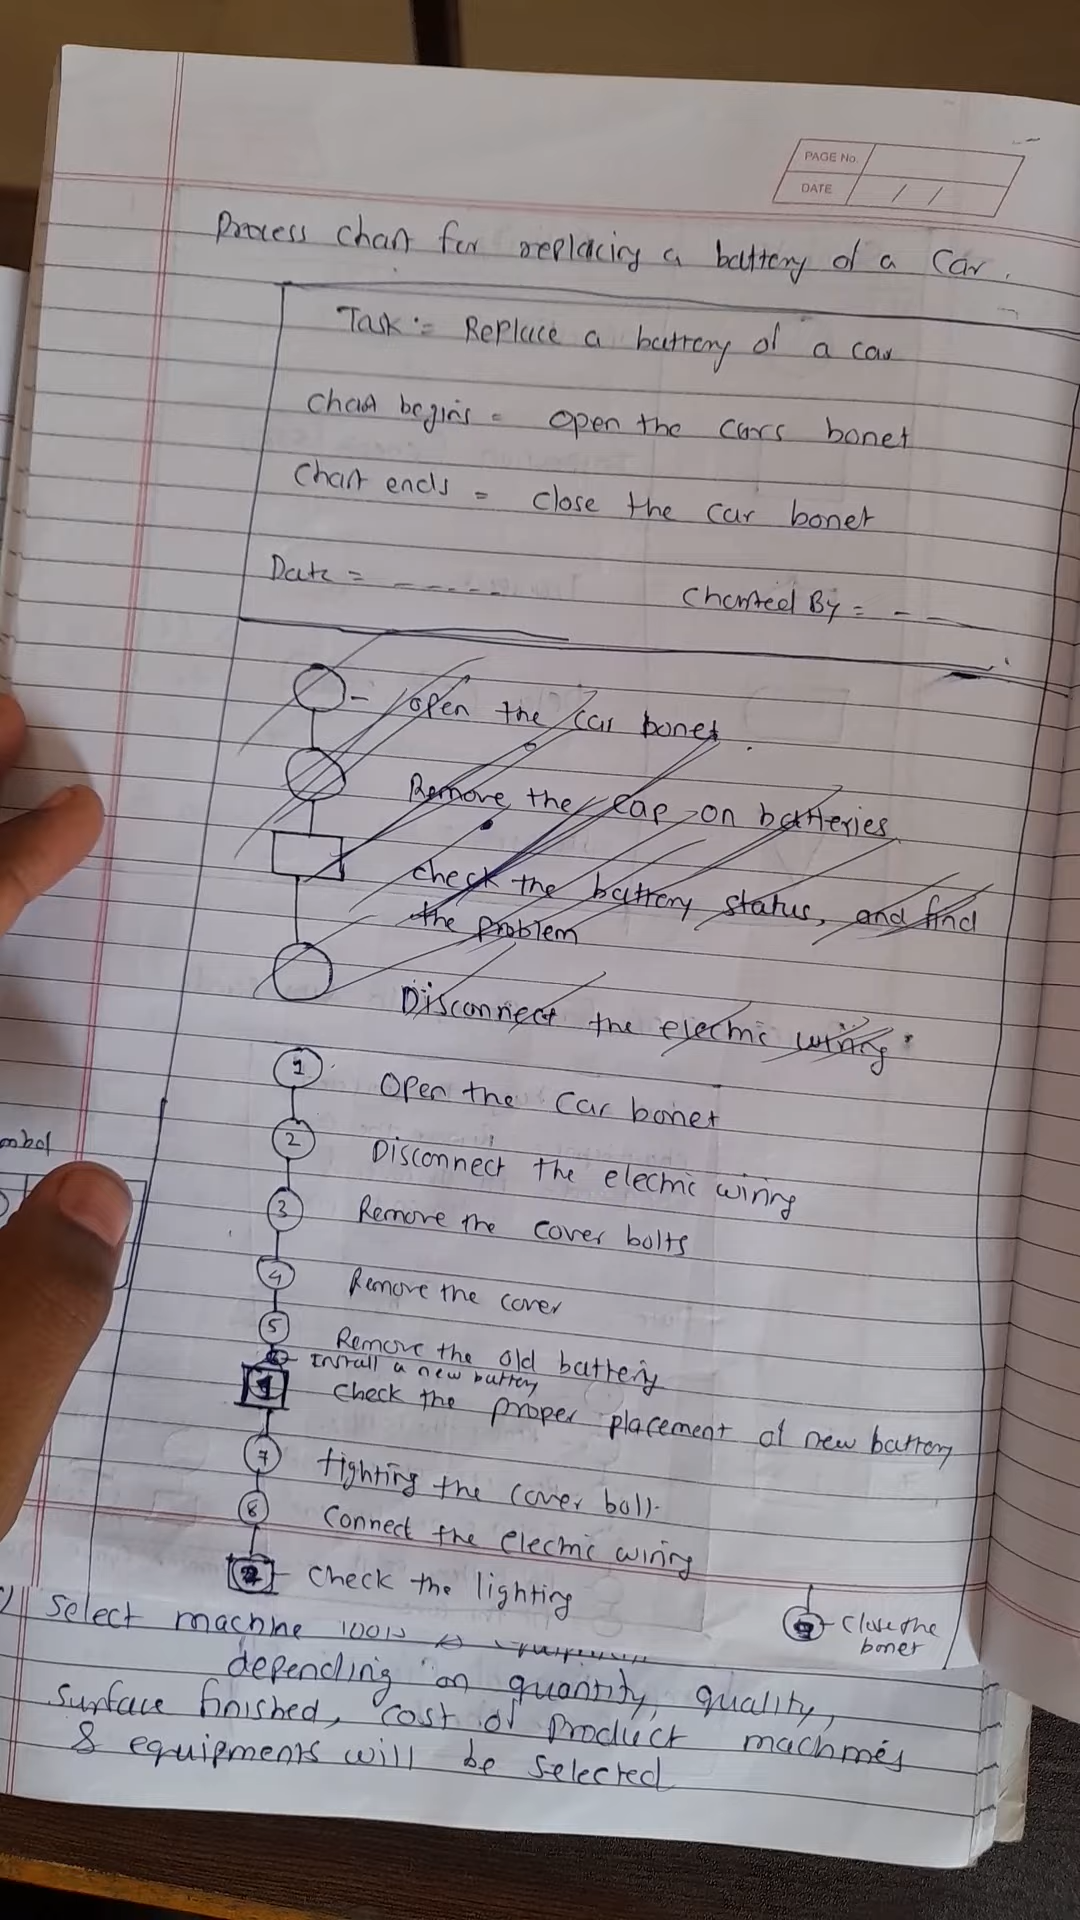 PAGE No.
DATE / /
Process chart for replacing a battery of a car.
Task := Replace a battery of a car
Chart begins = open the cars bonet
Chart ends = close the car bonet
Date = ----- Charted By = - -
- open the car bonet.
Remove the cap on batteries
check the battery status, and find
the problem
Disconnect the electric wiring
1 Open the car bonet
2 Disconnect the electric wiring
3 Remove the cover bolts
4 Remove the cover
5 Remove the old battery
Install a new battery
1 check the proper placement of new battery
7 tighting the cover bolt.
8 Connect the electric wiring
2 check the lighting
9 - Close the
bonet
mbol
Select machine
depending on quantity, quality,
surface finished, cost of product machines
& equipments will be selected